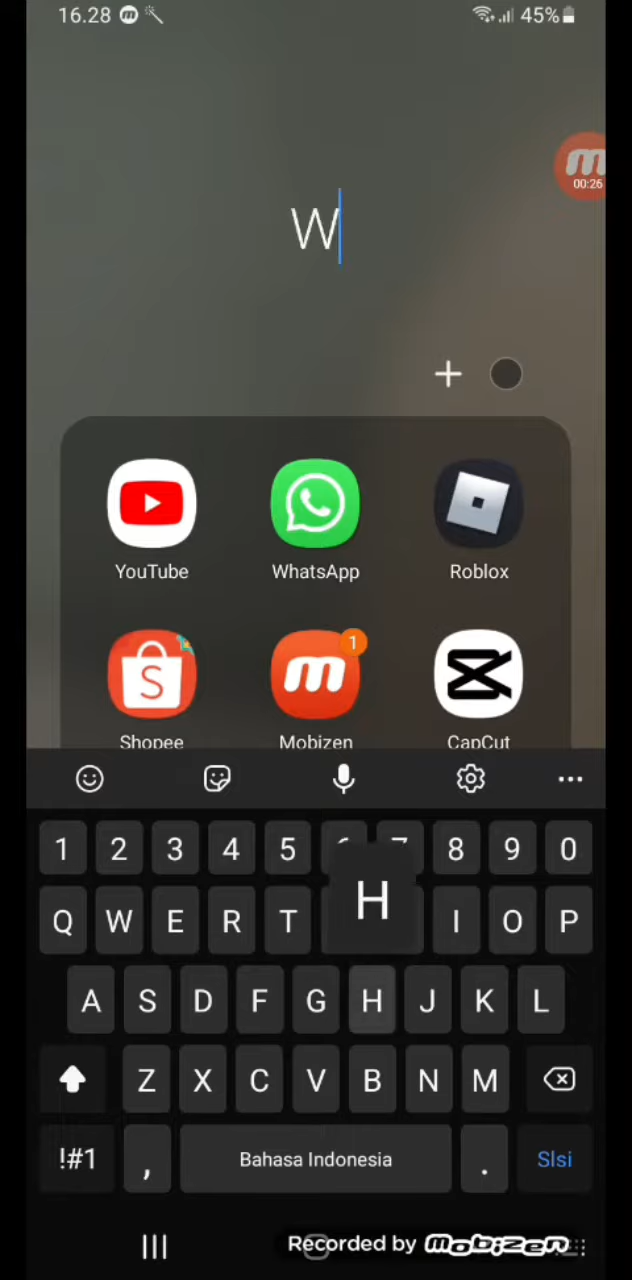 16.28 45%
00:26
W
YouTube WhatsApp Roblox
1
Shopee Mobizen CapCut
1 2 3 4 5 8 9 0
Q W E R T H I O P
A S D F G H J K L
Z X C V B N M
!#1 , Bahasa Indonesia . Slsi
Recorded by mobizen